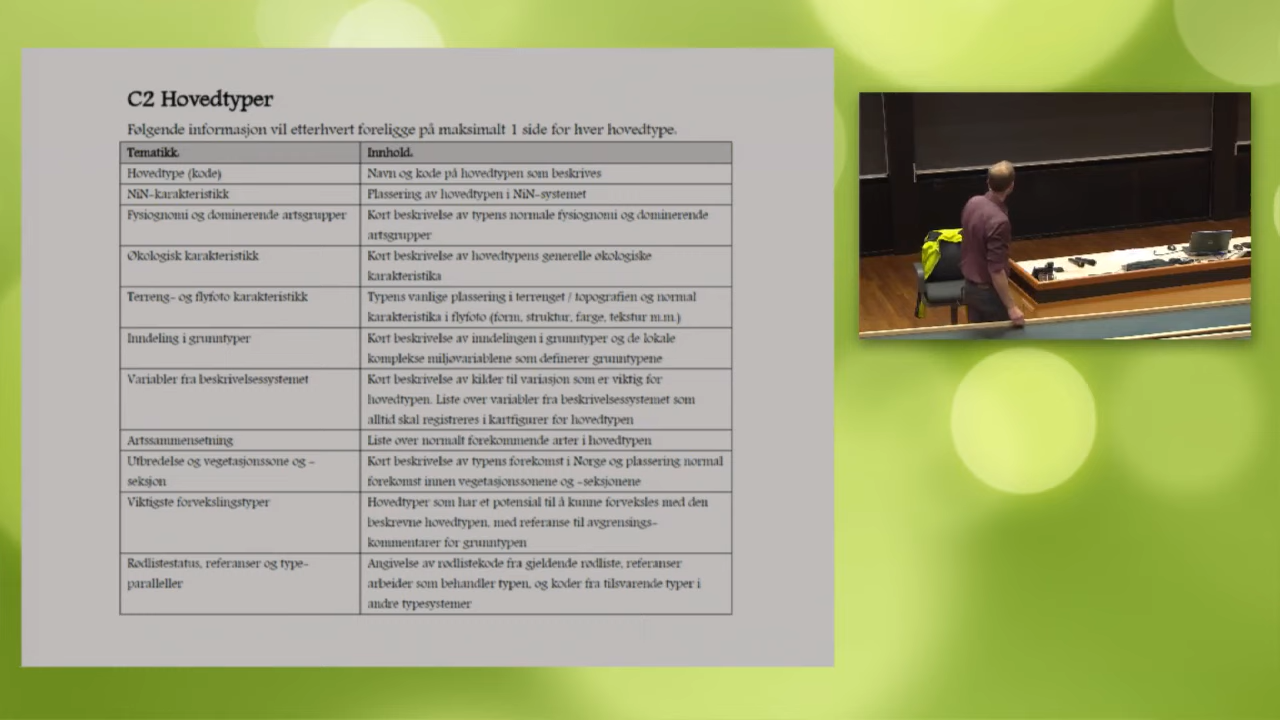 C2 Hovedtyper
Følgende informasjon vil etterhvert foreligge på maksimalt 1 side for hver hovedtype.
Tematikk. Innhold.
Hovedtype (kode) Navn og kode på hovedtypen som beskrives
NiN-karakteristikk Plassering av hovedtypen i NiN-systemet
Fysiognomi og dominerende artsgrupper Kort beskrivelse av typens normale fysiognomi og dominerende
artsgrupper
Økologisk karakteristikk Kort beskrivelse av hovedtypens generelle økologiske
karakteristika
Terreng- og flyfoto karakteristikk Typens vanlige plassering i terrenget / topografien og normal
karakteristika i flyfoto (form, struktur, farge, tekstur m.m.)
Inndeling i grunntyper Kort beskrivelse av inndelingen i grunntyper og de lokale
komplekse miljøvariablene som definerer grunntypene
Variabler fra beskrivelsessystemet Kort beskrivelse av kilder til variasjon som er viktig for
hovedtypen. Liste over variabler fra beskrivelsessystemet som
alltid skal registreres i kartfigurer for hovedtypen
Artssammensetning Liste over normalt forekommende arter i hovedtypen
Utbredelse og vegetasjonssone og - Kort beskrivelse av typens forekomst i Norge og plassering normal
seksjon forekomst innen vegetasjonssonene og -seksjonene
Viktigste forvekslingstyper Hovedtyper som har et potensial til å kunne forveksles med den
beskrevne hovedtypen, med referanse til avgrensings-
kommentarer for grunntypen
Rødlistestatus, referanser og type- Angivelse av rødlistekode fra gjeldende rødliste, referanser
paralleller arbeider som behandler typen, og koder fra tilsvarende typer i
andre typesystemer